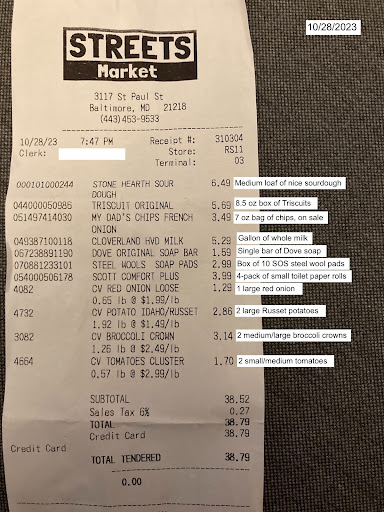 10/28/2023
STREETS
Market
3117 St Paul St
Baltimore, MD 21218
(443)453-9533
10/28/23 7:47 PM Receipt #: 310304
Clerk: Store: RS11
Terminal: 03
000101000244 STONE HEARTH SOUR 6.49 Medium loaf of nice sourdough
DOUGH
044000050986 TRISCUIT ORIGINAL 5.69 8.5 oz box of Triscuits
051497414030 MY DAD'S CHIPS FRENCH 3.49 7 oz bag of chips, on sale
ONION
049387100118 CLOVERLAND HVD MILK 5.29 Gallon of whole milk
067238891190 DOVE ORIGINAL SOAP BAR 1.59 Single bar of Dove soap
070881233101 STEEL WOOLS SOAP PADS 2.99 Box of 10 SOS steel wool pads
054000506178 SCOTT COMFORT PLUS 3.99 4-pack of small toilet paper rolls
4082 CV RED ONION LOOSE 1.29 1 large red onion
0.65 lb @ $1.99/lb
4732 CV POTATO IDAHO/RUSSET 2.86 2 large Russet potatoes
1.92 lb @ $1.49/lb
3082 CV BROCCOLI CROWN 3.14 2 medium/large broccoli crowns
1.26 lb @ $2.49/lb
4664 CV TOMATOES CLUSTER 1.70 2 small/medium tomatoes
0.57 lb @ $2.99/lb
SUBTOTAL 38.52
Sales Tax 6% 0.27
TOTAL 38.79
Credit Card 38.79
Credit Card
TOTAL TENDERED 38.79
0.00